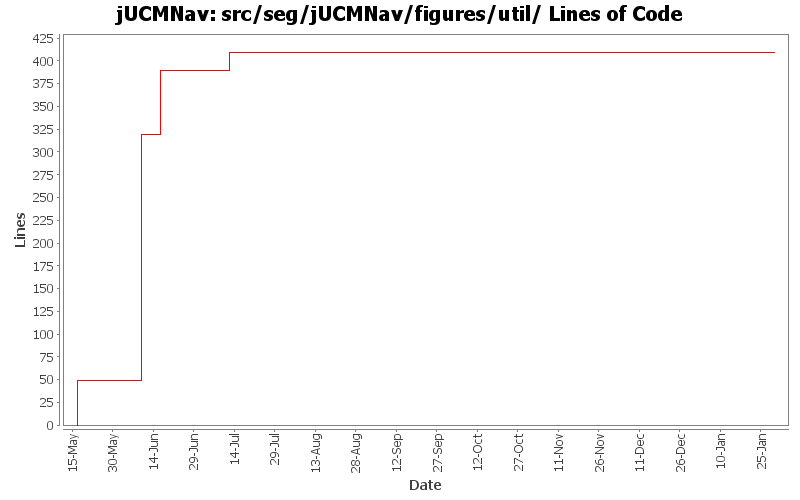 jUCMNav: src/seg/jUCMNav/figures/util/ Lines of Code
425
400
375
350
325
300
275
250
225
200
175
150
125
100
75
50
25
0
Lines
15-May
30-May
14-Jun
29-Jun
14-Jul
29-Jul
13-Aug
28-Aug
12-Sep
27-Sep
12-Oct
27-Oct
11-Nov
26-Nov
11-Dec
26-Dec
10-Jan
25-Jan
Date